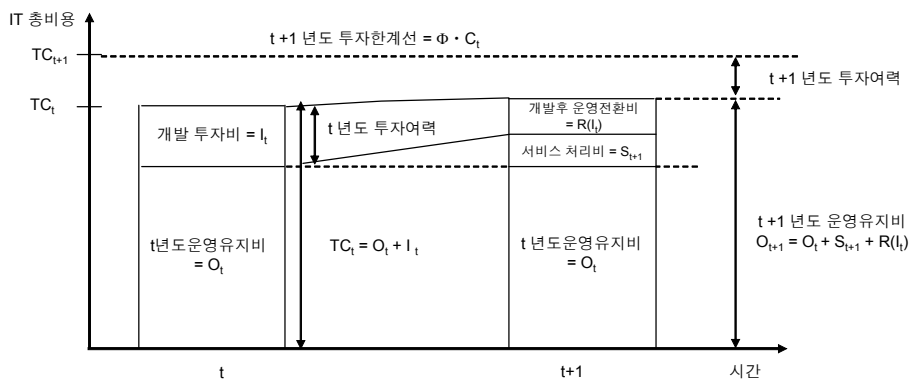 IT 총비용
t +1 년도 투자한계선 = Φ · C_t
TC_{t+1}
t +1 년도 투자여력
TC_t
개발 투자비 = I_t
t 년도 투자여력
개발후 운영전환비
= R(I_t)
서비스 처리비 = S_{t+1}
t년도운영유지비
= O_t
TC_t = O_t + I_t
t 년도운영유지비
= O_t
t +1 년도 운영유지비
O_{t+1} = O_t + S_{t+1} + R(I_t)
t
t+1
시간